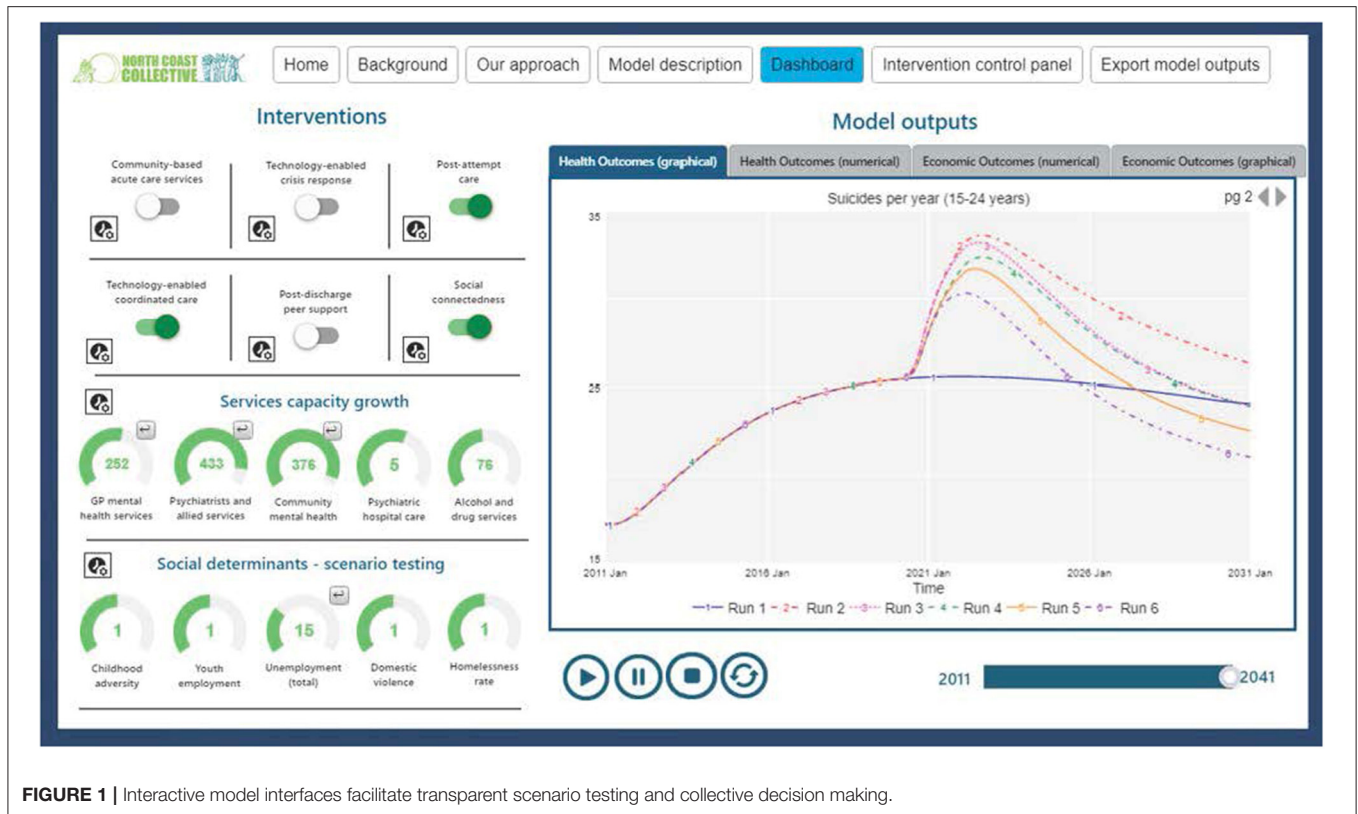 NORTH COAST
COLLECTIVE
Home
Background
Our approach
Model description
Dashboard
Intervention control panel
Export model outputs
Interventions
Community-based
acute care services
Technology-enabled
crisis response
Post-attempt
care
Technology-enabled
coordinated care
Post-discharge
peer support
Social
connectedness
Services capacity growth
252
433
376
5
76
GP mental
health services
Psychiatrists and
allied services
Community
mental health
Psychiatric
hospital care
Alcohol and
drug services
Social determinants - scenario testing
1
1
15
1
1
Childhood
adversity
Youth
employment
Unemployment
(total)
Domestic
violence
Homelessness
rate
Model outputs
Health Outcomes (graphical)
Health Outcomes (numerical)
Economic Outcomes (numerical)
Economic Outcomes (graphical)
Suicides per year (15-24 years)
pg 2
35
25
15
2011 Jan
2016 Jan
2021 Jan
2026 Jan
2031 Jan
Time
1 Run 1 2 Run 2 3 Run 3 4 Run 4 5 Run 5 6 Run 6
2011
2041
FIGURE 1 | Interactive model interfaces facilitate transparent scenario testing and collective decision making.